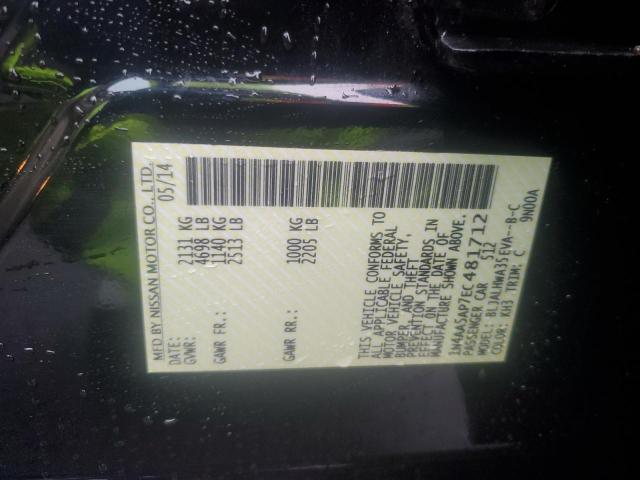 MFD BY NISSAN MOTOR CO., LTD.
DATE: 05/14
GVWR: 2131 KG
4698 LB
GAWR FR.: 1140 KG
2513 LB
GAWR RR.: 1000 KG
2205 LB
THIS VEHICLE CONFORMS TO
ALL APPLICABLE FEDERAL
MOTOR VEHICLE SAFETY,
BUMPER, AND THEFT
PREVENTION STANDARDS IN
EFFECT ON THE DATE OF
MANUFACTURE SHOWN ABOVE.
1N4AA5AP7EC481712
PASSENGER CAR 512
MODEL: BLJALHWA35EVA--B-C
COLOR: KH3 TRIM: C 9N00A